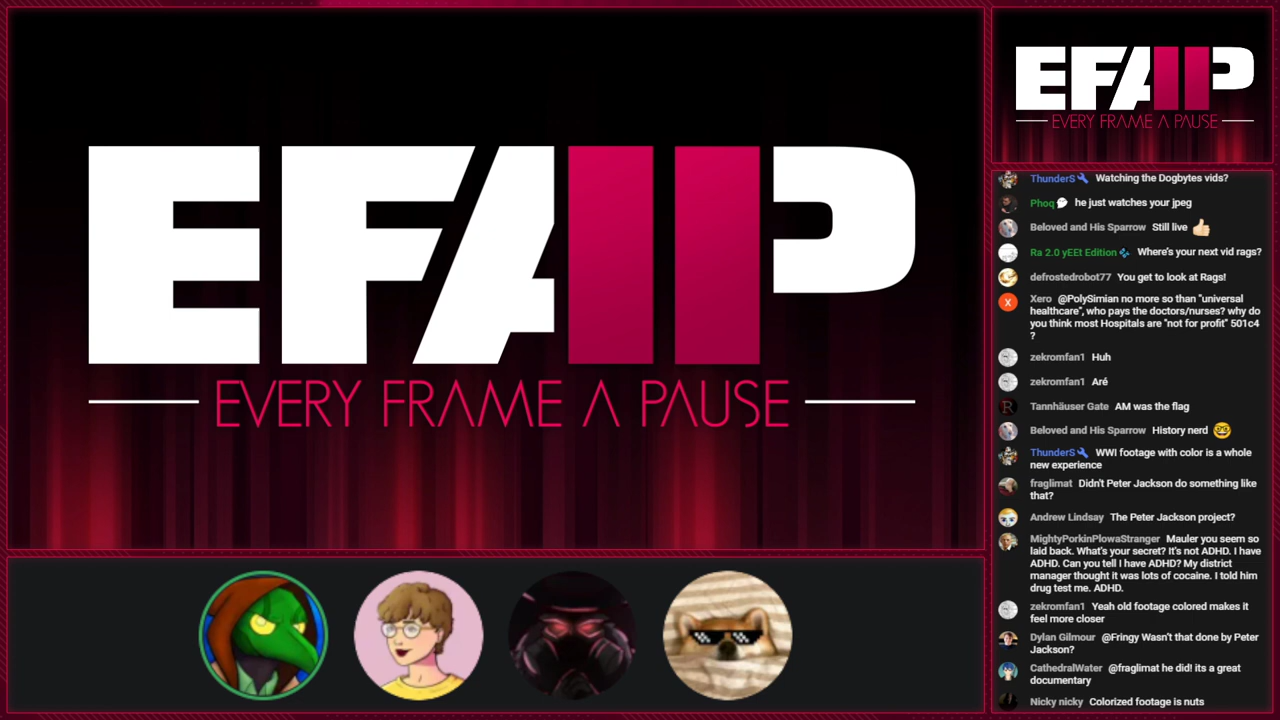 EFAP
EVERY FRAME A PAUSE
EFAP
EVERY FRAME A PAUSE
ThunderS Watching the Dogbytes vids?
Phoq he just watches your jpeg
Beloved and His Sparrow Still live
Ra 2.0 yEEt Edition Where's your next vid rags?
defrostedrobot77 You get to look at Rags!
X
Xero @PolySimian no more so than "universal
healthcare", who pays the doctors/nurses? why do
you think most Hospitals are "not for profit" 501c4
?
zekromfan1 Huh
zekromfan1 Aré
R
Tannhäuser Gate AM was the flag
Beloved and His Sparrow History nerd
ThunderS WWI footage with color is a whole
new experience
fraglimat Didn't Peter Jackson do something like
that?
Andrew Lindsay The Peter Jackson project?
MightyPorkinPlowaStranger Mauler you seem so
laid back. What's your secret? It's not ADHD. I have
ADHD. Can you tell I have ADHD? My district
manager thought it was lots of cocaine. I told him
drug test me. ADHD.
zekromfan1 Yeah old footage colored makes it
feel more closer
Dylan Gilmour @Fringy Wasn't that done by Peter
Jackson?
CathedralWater @fraglimat he did! its a great
documentary
Nicky nicky Colorized footage is nuts